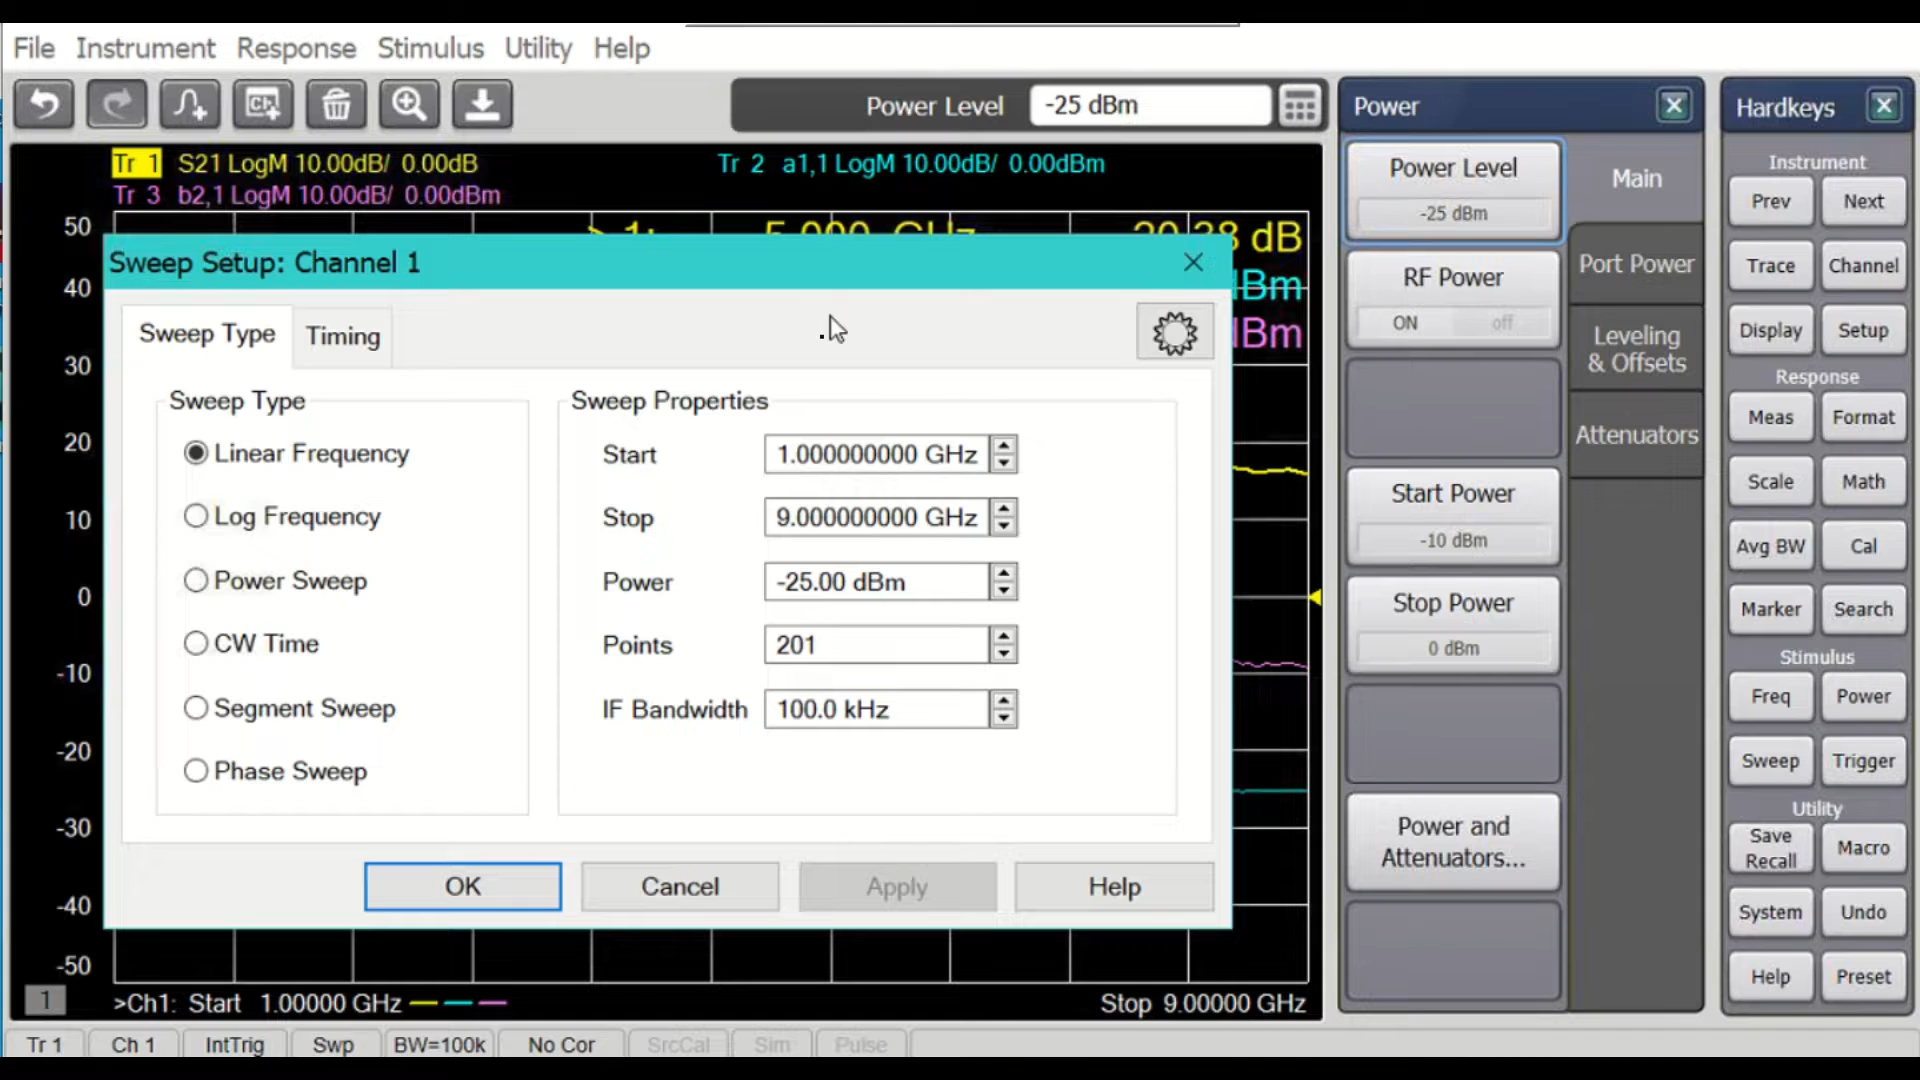 File Instrument Response Stimulus Utility Help
Power Level -25 dBm
Power
Hardkeys
Tr 1 S21 LogM 10.00dB/ 0.00dB
Tr 2 a1,1 LogM 10.00dB/ 0.00dBm
Tr 3 b2,1 LogM 10.00dB/ 0.00dBm
50
40
30
20
10
0
-10
-20
-30
-40
-50
> 1: 5.000 GHz 20.38 dB
dBm
dBm
Sweep Setup: Channel 1
Sweep Type Timing
Sweep Type
Linear Frequency
Log Frequency
Power Sweep
CW Time
Segment Sweep
Phase Sweep
Sweep Properties
Start 1.000000000 GHz
Stop 9.000000000 GHz
Power -25.00 dBm
Points 201
IF Bandwidth 100.0 kHz
OK Cancel Apply Help
1
>Ch1: Start 1.00000 GHz
Stop 9.00000 GHz
Tr 1 Ch 1 IntTrig Swp BW=100k No Cor SrcCal Sim Pulse
Power Level
-25 dBm
RF Power
ON off
Start Power
-10 dBm
Stop Power
0 dBm
Power and
Attenuators...
Main
Port Power
Leveling
& Offsets
Attenuators
Instrument
Prev Next
Trace Channel
Display Setup
Response
Meas Format
Scale Math
Avg BW Cal
Marker Search
Stimulus
Freq Power
Sweep Trigger
Utility
Save
Recall
Macro
System Undo
Help Preset